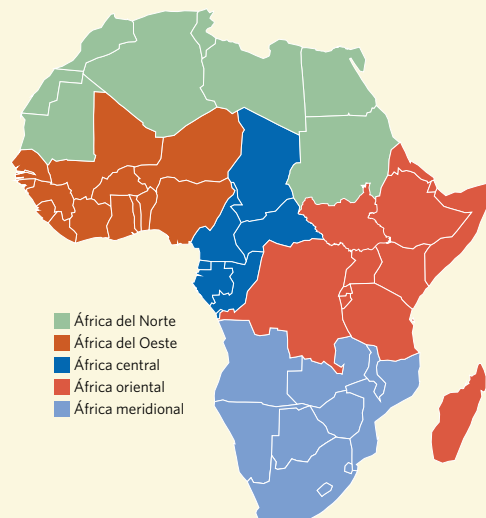 África del Norte
África del Oeste
África central
África oriental
África meridional